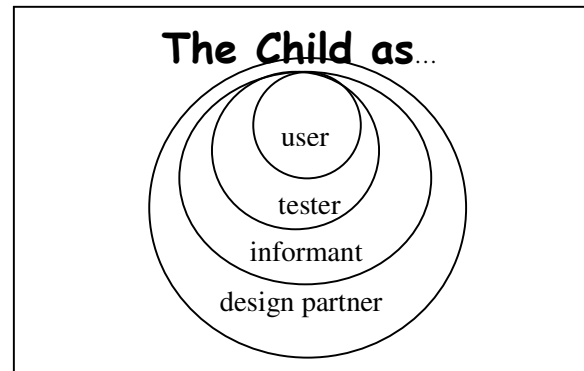 The Child as...
user
tester
informant
design partner